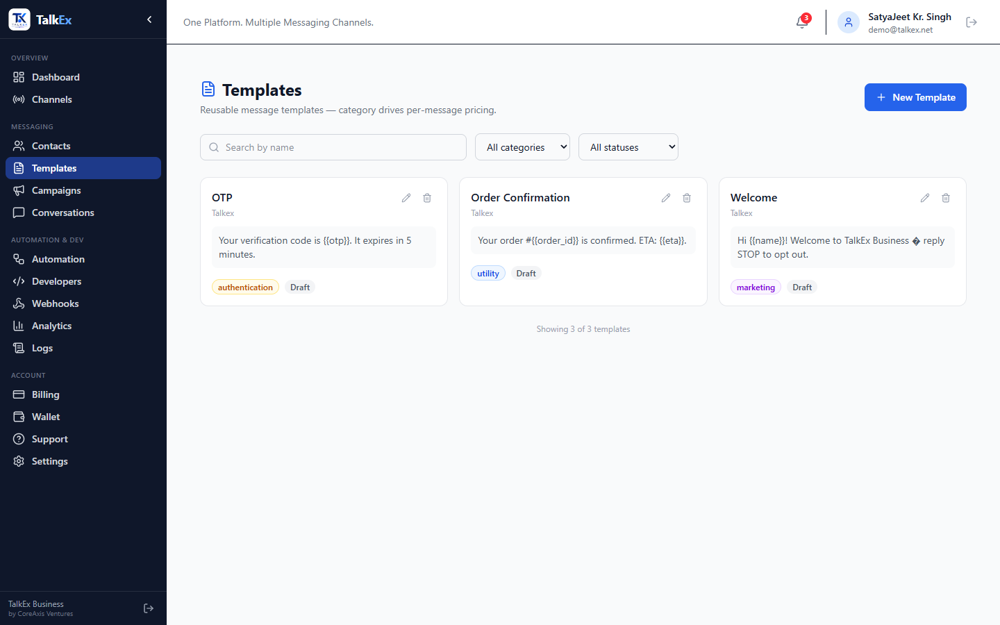 TalkEx
One Platform. Multiple Messaging Channels.
3
SatyaJeet Kr. Singh
demo@talkex.net
OVERVIEW
Dashboard
Channels
MESSAGING
Contacts
Templates
Campaigns
Conversations
AUTOMATION & DEV
Automation
Developers
Webhooks
Analytics
Logs
ACCOUNT
Billing
Wallet
Support
Settings
TalkEx Business
by CoreAxis Ventures
Templates
Reusable message templates — category drives per-message pricing.
New Template
Search by name
All categories
All statuses
OTP
Talkex
Your verification code is {{otp}}. It expires in 5
minutes.
authentication
Draft
Order Confirmation
Talkex
Your order #{{order_id}} is confirmed. ETA: {{eta}}.
utility
Draft
Welcome
Talkex
Hi {{name}}! Welcome to TalkEx Business � reply
STOP to opt out.
marketing
Draft
Showing 3 of 3 templates